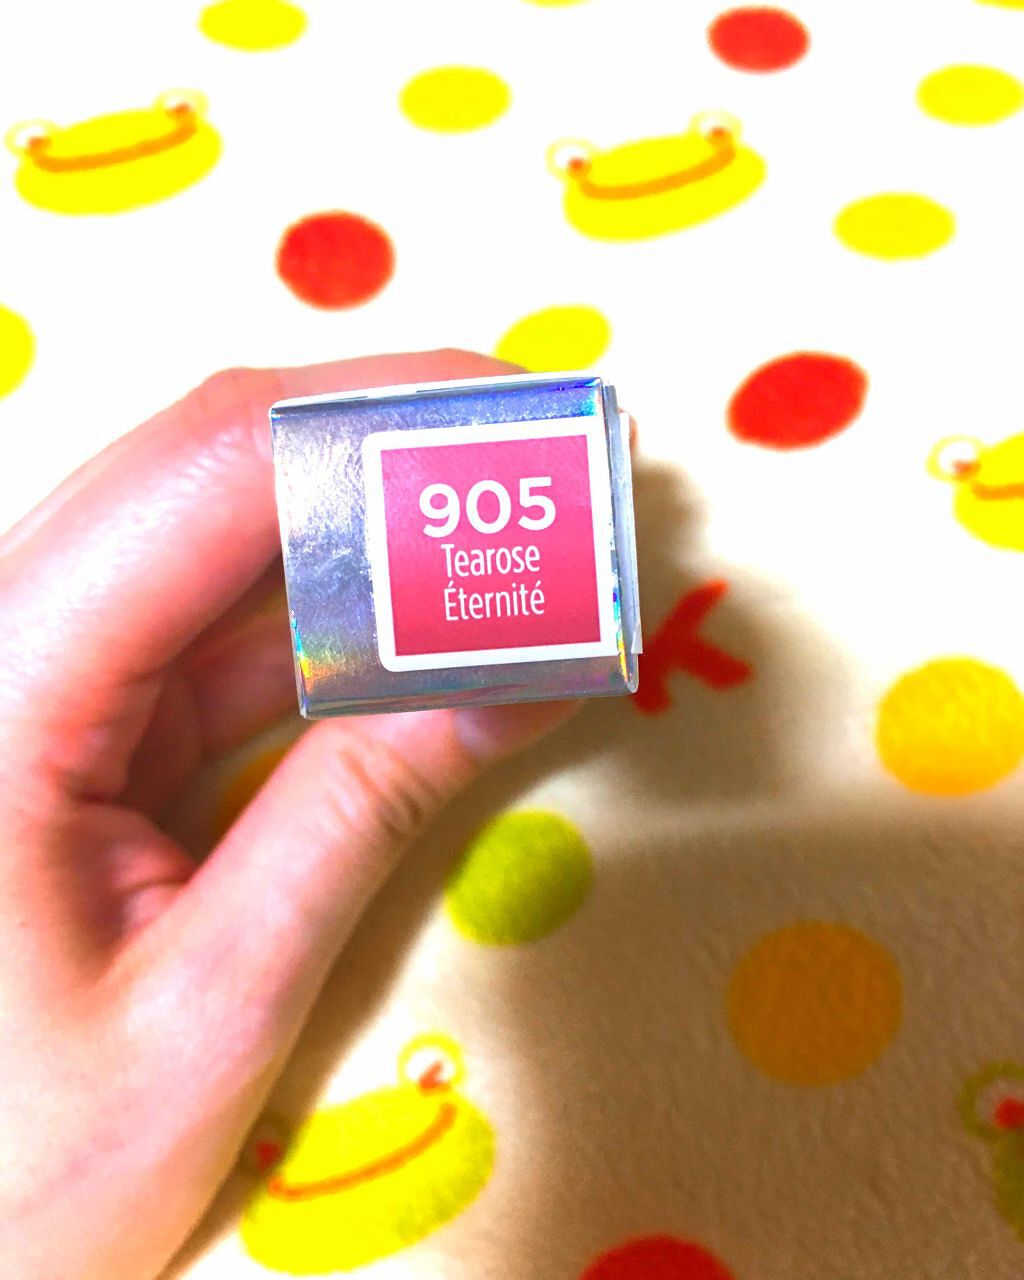 905
Tearose
Éternité
K